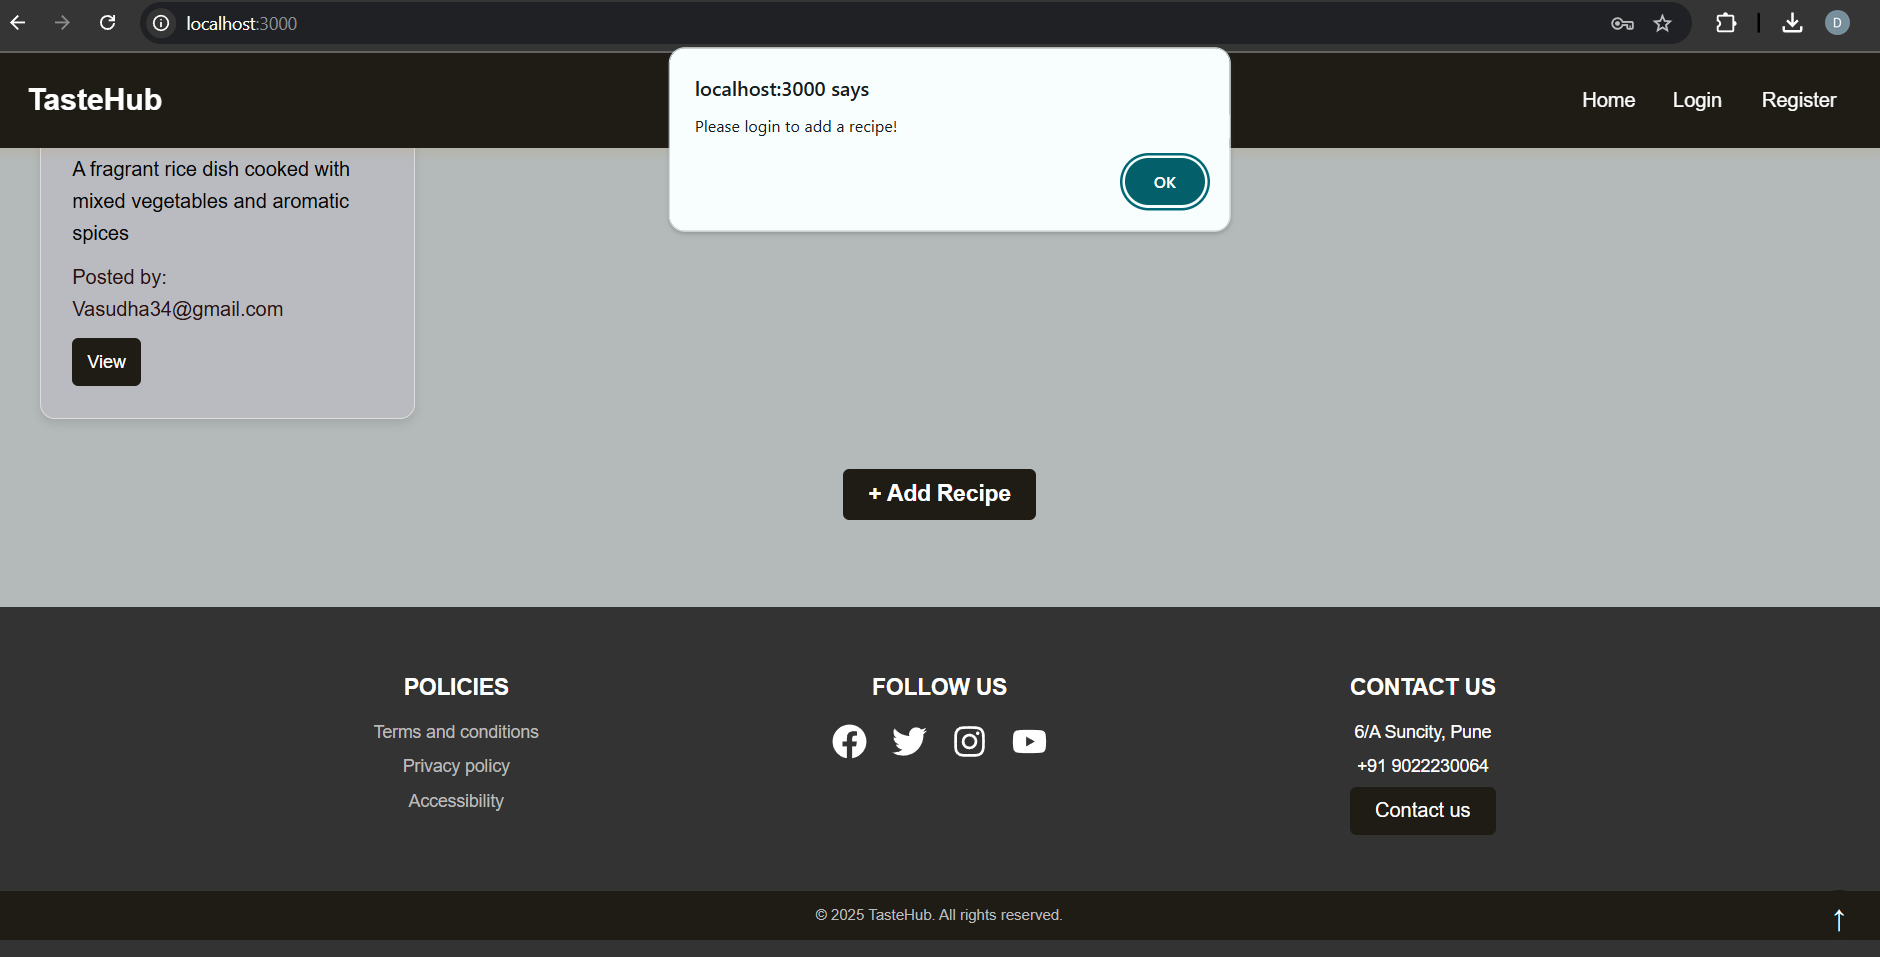 localhost:3000
D
TasteHub
Home
Login
Register
localhost:3000 says
Please login to add a recipe!
OK
A fragrant rice dish cooked with
mixed vegetables and aromatic
spices
Posted by:
Vasudha34@gmail.com
View
+ Add Recipe
POLICIES
Terms and conditions
Privacy policy
Accessibility
FOLLOW US
CONTACT US
6/A Suncity, Pune
+91 9022230064
Contact us
© 2025 TasteHub. All rights reserved.
↑